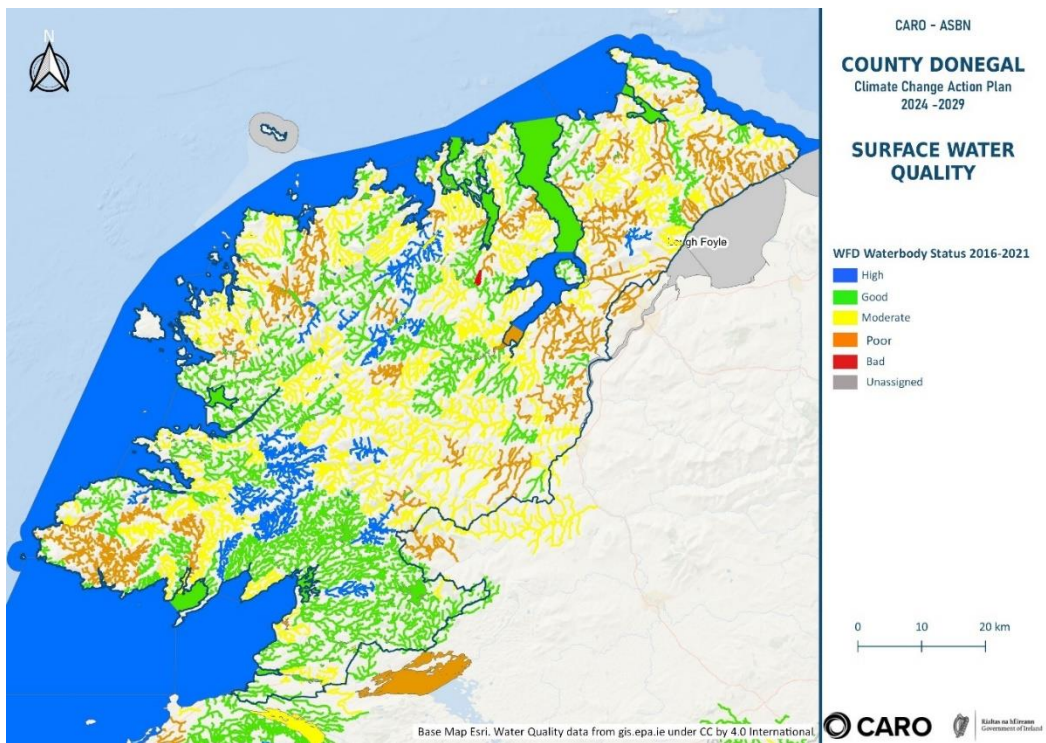 N
Lough Foyle
Base Map Esri. Water Quality data from gis.epa.ie under CC by 4.0 International
CARO - ASBN
COUNTY DONEGAL
Climate Change Action Plan
2024 -2029
SURFACE WATER
QUALITY
WFD Waterbody Status 2016-2021
High
Good
Moderate
Poor
Bad
Unassigned
0 10 20 km
CARO
Rialtas na hÉireann
Government of Ireland